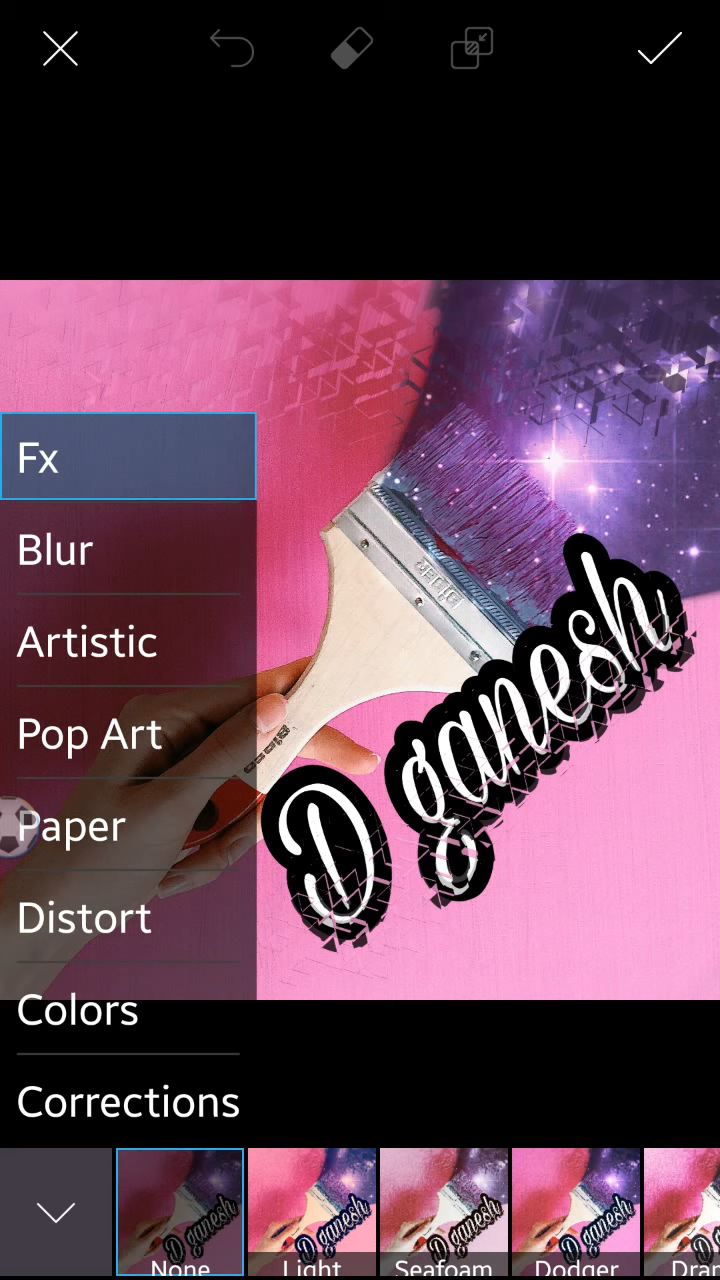 Fx
Blur
Artistic
Pop Art
Paper
Distort
Colors
Corrections
D ganesh
None
Light
Seafoam
Dodger